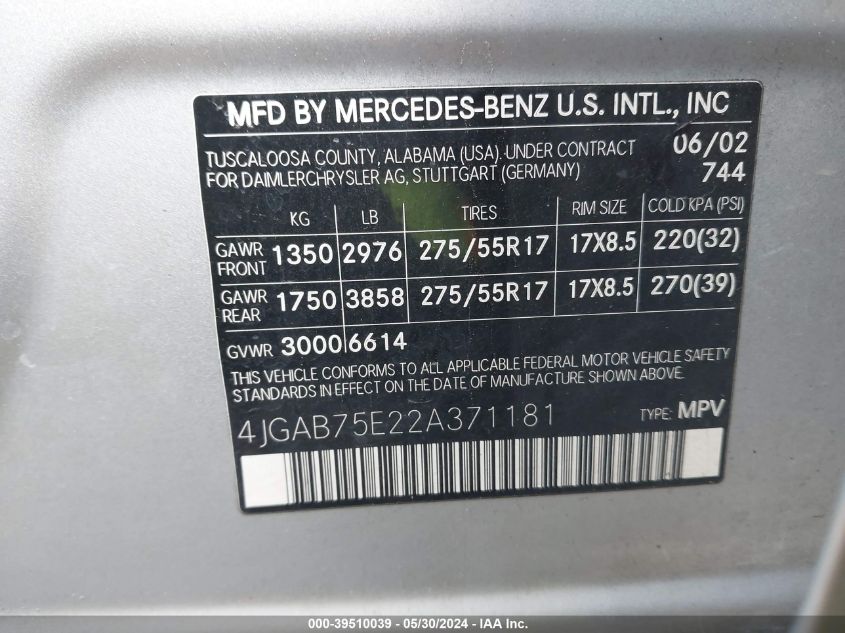 MFD BY MERCEDES-BENZ U.S. INTL., INC
TUSCALOOSA COUNTY, ALABAMA (USA). UNDER CONTRACT 06/02
FOR DAIMLERCHRYSLER AG, STUTTGART (GERMANY) 744
KG LB TIRES RIM SIZE COLD KPA (PSI)
GAWR FRONT 1350 2976 275/55R17 17X8.5 220(32)
GAWR REAR 1750 3858 275/55R17 17X8.5 270(39)
GVWR 3000 6614
THIS VEHICLE CONFORMS TO ALL APPLICABLE FEDERAL MOTOR VEHICLE SAFETY
STANDARDS IN EFFECT ON THE DATE OF MANUFACTURE SHOWN ABOVE.
4JGAB75E22A371181 TYPE: MPV
000-39510039 - 05/30/2024 - IAA Inc.